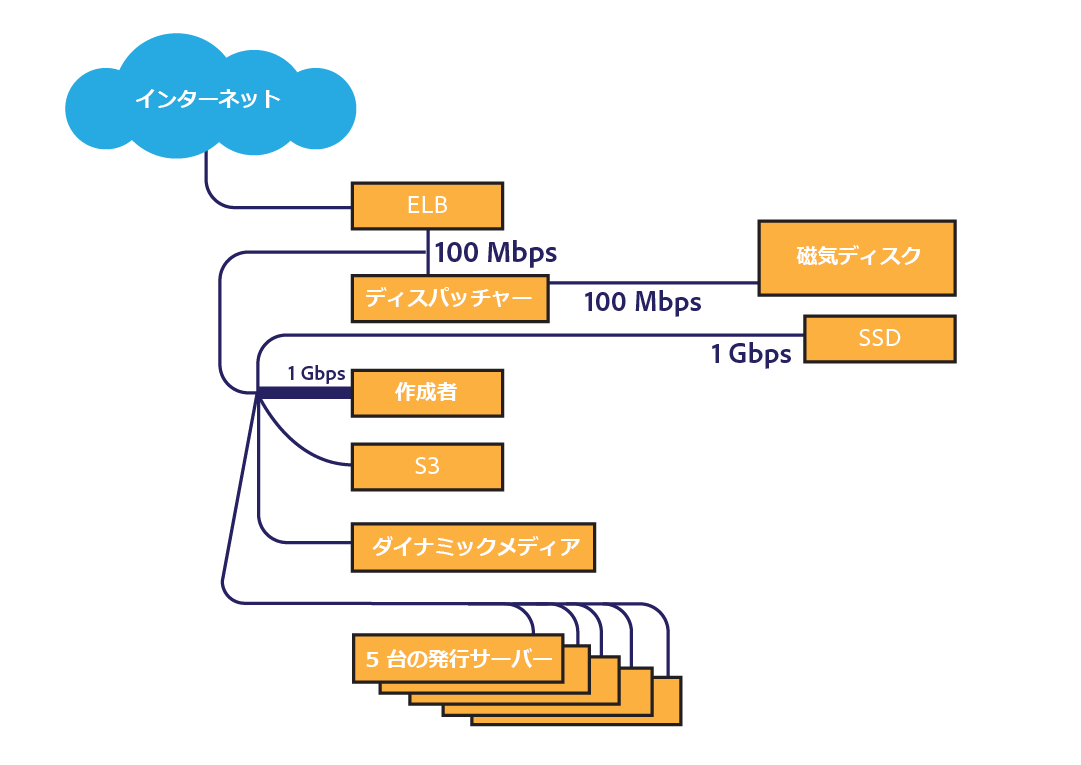 インターネット
ELB
100 Mbps
磁気ディスク
ディスパッチャー
100 Mbps
SSD
1 Gbps
1 Gbps
作成者
S3
ダイナミックメディア
5 台の発行サーバー